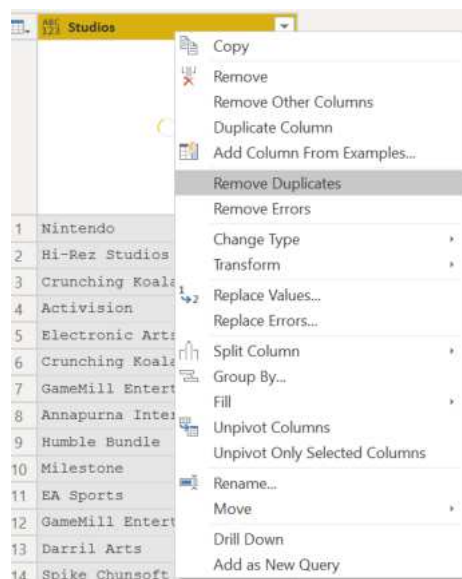 ABC
123 Studios
Copy
Remove
Remove Other Columns
Duplicate Column
Add Column From Examples...
Remove Duplicates
Remove Errors
Change Type
Transform
1
2
Replace Values...
Replace Errors...
Split Column
Group By...
Fill
Unpivot Columns
Unpivot Only Selected Columns
Rename...
Move
Drill Down
Add as New Query
1 Nintendo
2 Hi-Rez Studios
3 Crunching Koala
4 Activision
5 Electronic Arts
6 Crunching Koala
7 GameMill Entert
8 Annapurna Inter
9 Humble Bundle
10 Milestone
11 EA Sports
12 GameMill Entert
13 Darril Arts
14 Spike Chunsoft